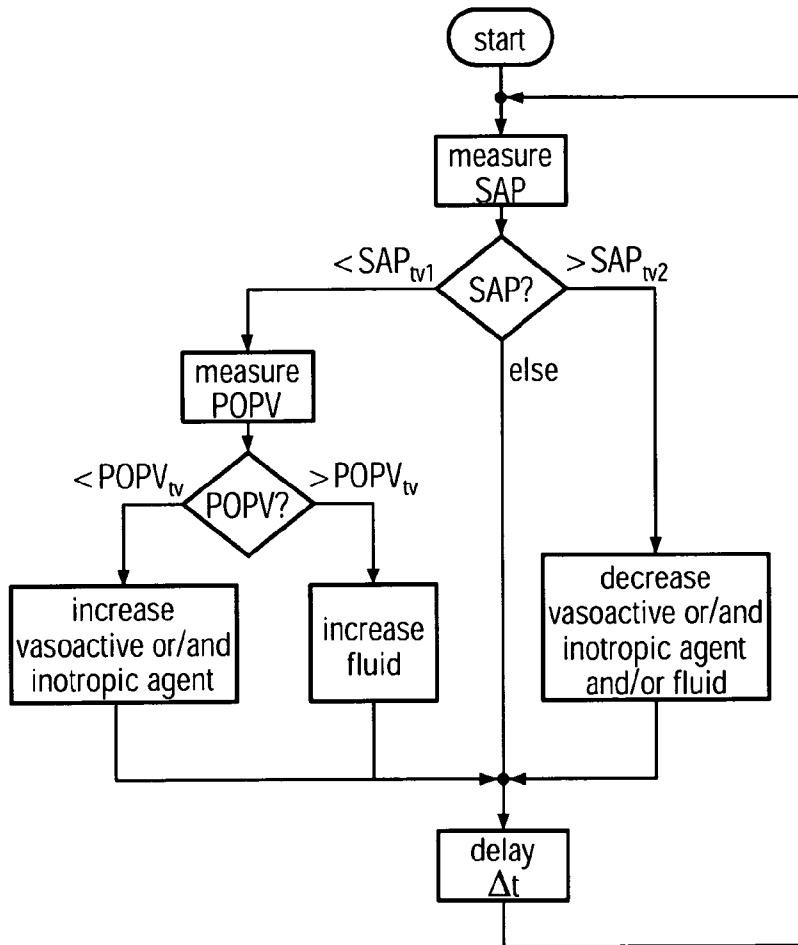 start
measure
SAP
< SAPtv1
SAP?
> SAPtv2
else
measure
POPV
< POPVtv
POPV?
> POPVtv
increase
vasoactive or/and
inotropic agent
increase
fluid
decrease
vasoactive or/and
inotropic agent
and/or fluid
delay
Δt